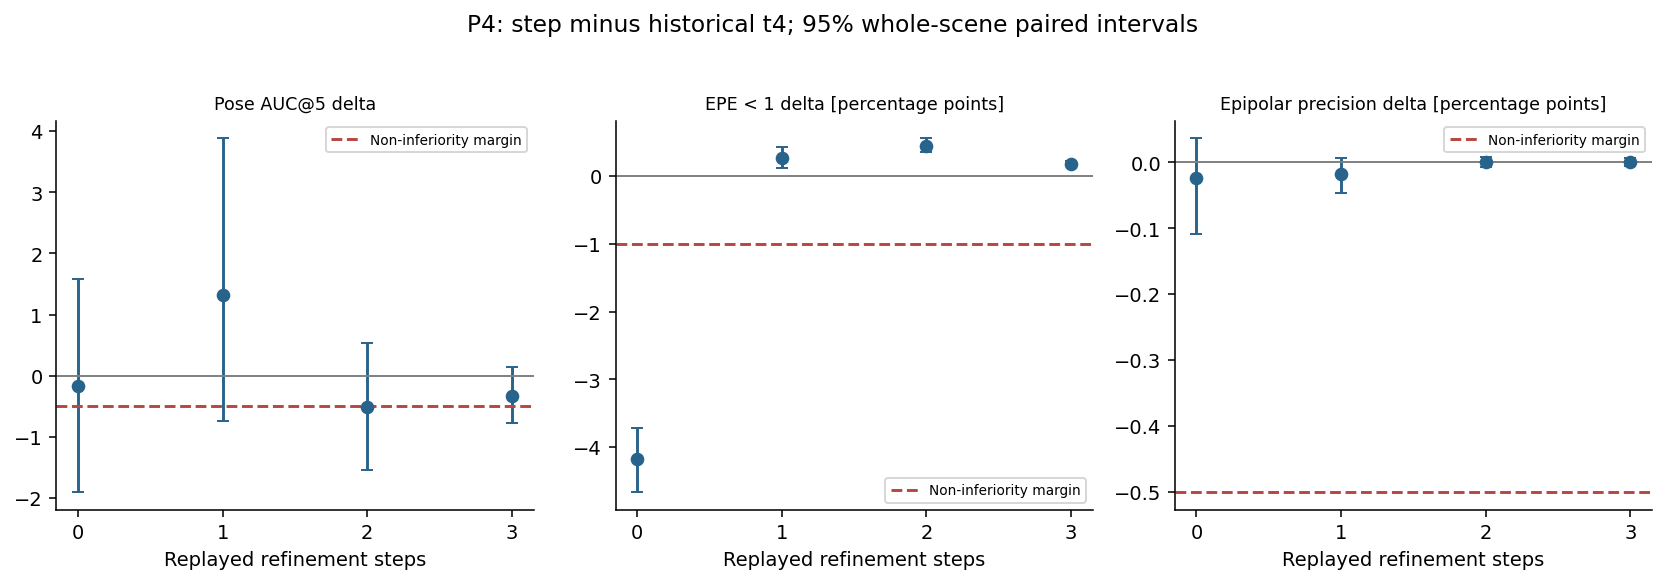 P4: step minus historical t4; 95% whole-scene paired intervals
Pose AUC@5 delta
Non-inferiority margin
4
3
2
1
0
−1
−2
0 1 2 3
Replayed refinement steps
EPE < 1 delta [percentage points]
0
−1
−2
−3
−4
Non-inferiority margin
0 1 2 3
Replayed refinement steps
Epipolar precision delta [percentage points]
Non-inferiority margin
0.0
−0.1
−0.2
−0.3
−0.4
−0.5
0 1 2 3
Replayed refinement steps